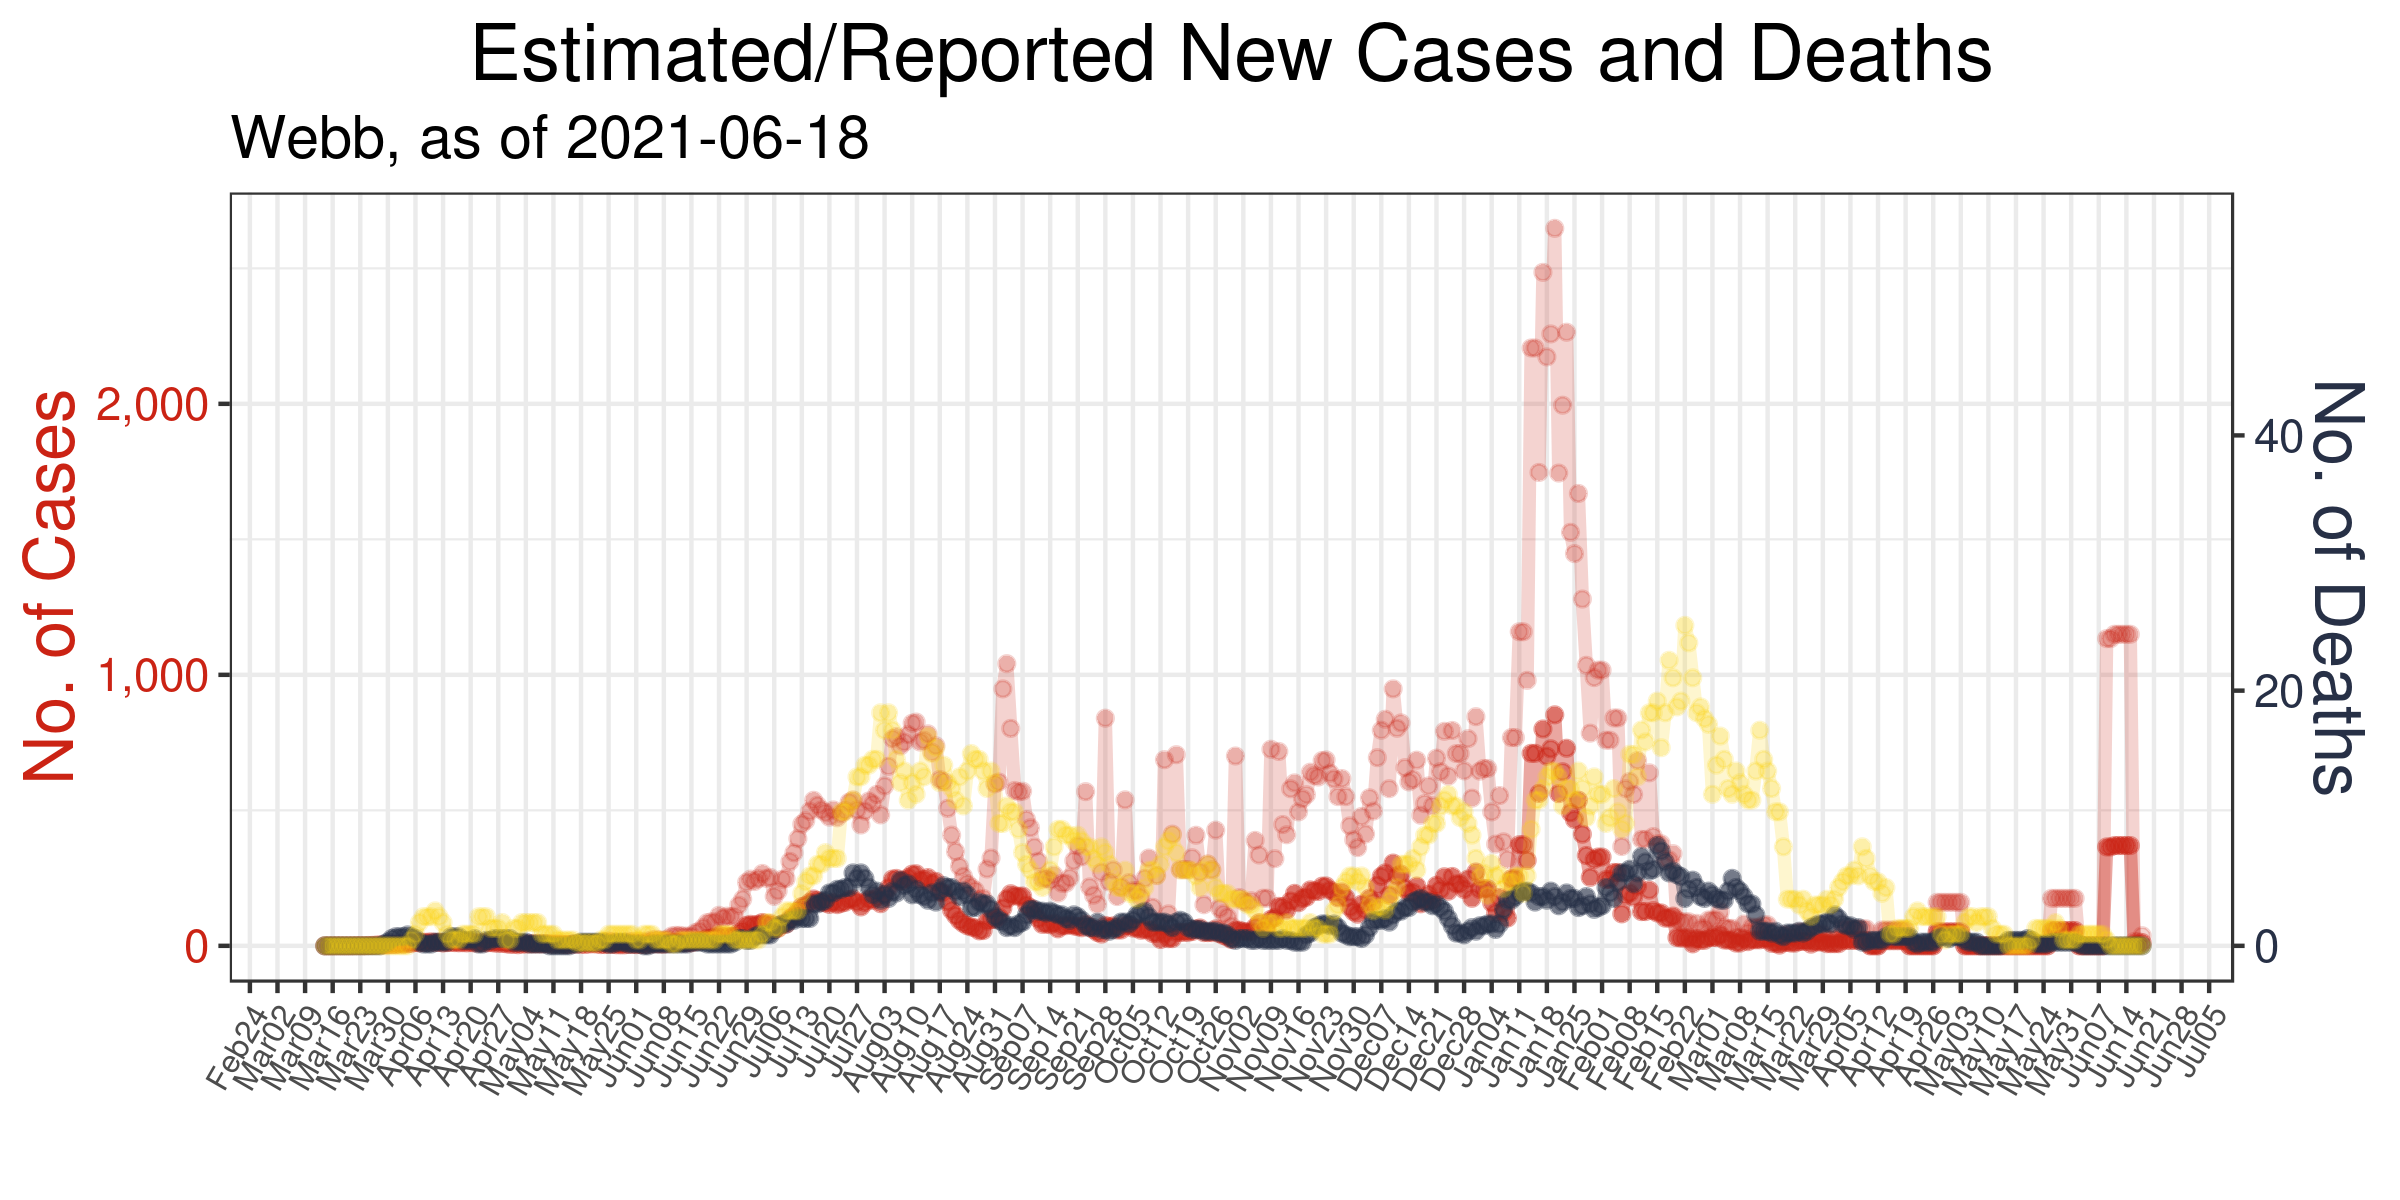 Estimated/Reported New Cases and Deaths
Webb, as of 2021-06-18
No. of Cases
2,000
1,000
0
40
20
0
No. of Deaths
Feb24
Mar02
Mar09
Mar16
Mar23
Mar30
Apr06
Apr13
Apr20
Apr27
May04
May11
May18
May25
Jun01
Jun08
Jun15
Jun22
Jun29
Jul06
Jul13
Jul20
Jul27
Aug03
Aug10
Aug17
Aug24
Aug31
Sep07
Sep14
Sep21
Sep28
Oct05
Oct12
Oct19
Oct26
Nov02
Nov09
Nov16
Nov23
Nov30
Dec07
Dec14
Dec21
Dec28
Jan04
Jan11
Jan18
Jan25
Feb01
Feb08
Feb15
Feb22
Mar01
Mar08
Mar15
Mar22
Mar29
Apr05
Apr12
Apr19
Apr26
May03
May10
May17
May24
May31
Jun07
Jun14
Jun21
Jun28
Jul05